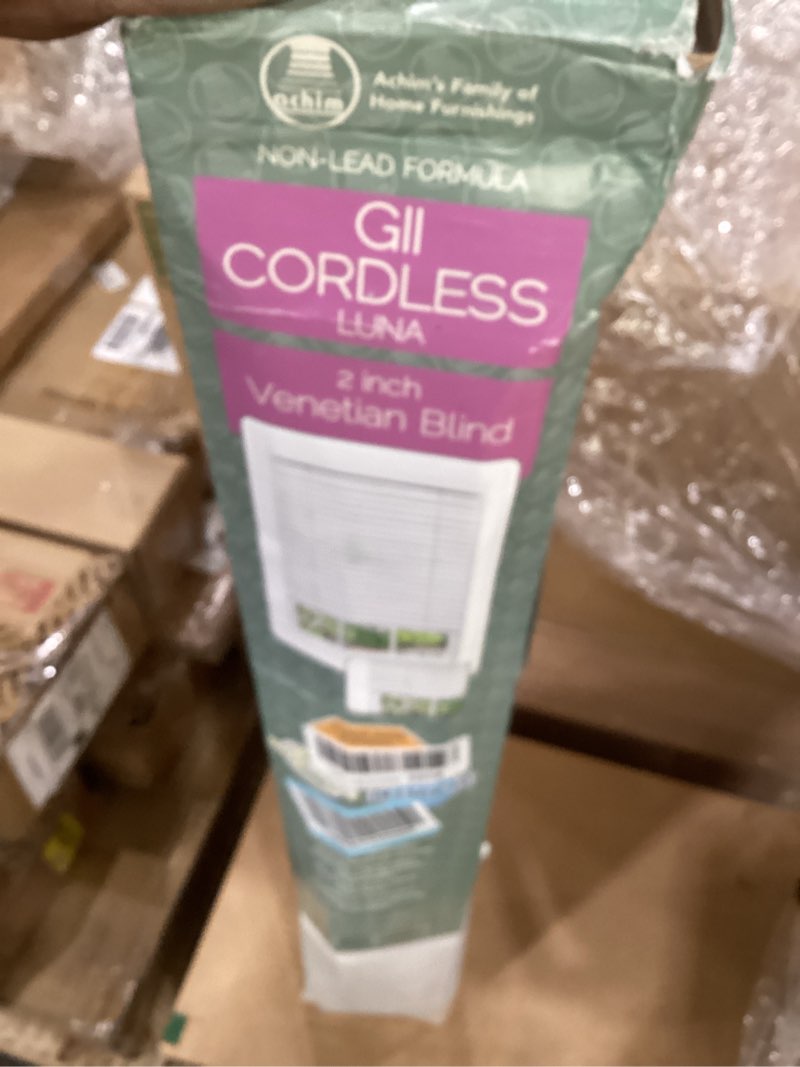 achim
Achim's Family of
Home Furnishings
NON-LEAD FORMULA
GII
CORDLESS
LUNA
2 inch
Venetian Blind